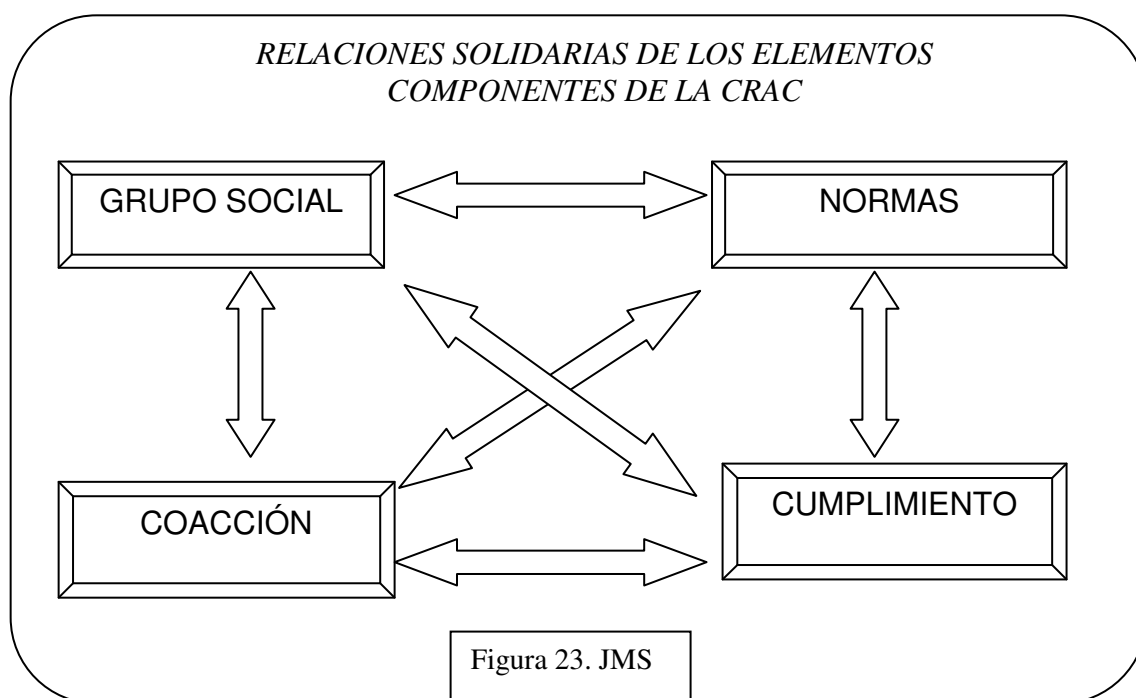 RELACIONES SOLIDARIAS DE LOS ELEMENTOS
COMPONENTES DE LA CRAC
GRUPO SOCIAL
NORMAS
COACCIÓN
CUMPLIMIENTO
Figura 23. JMS